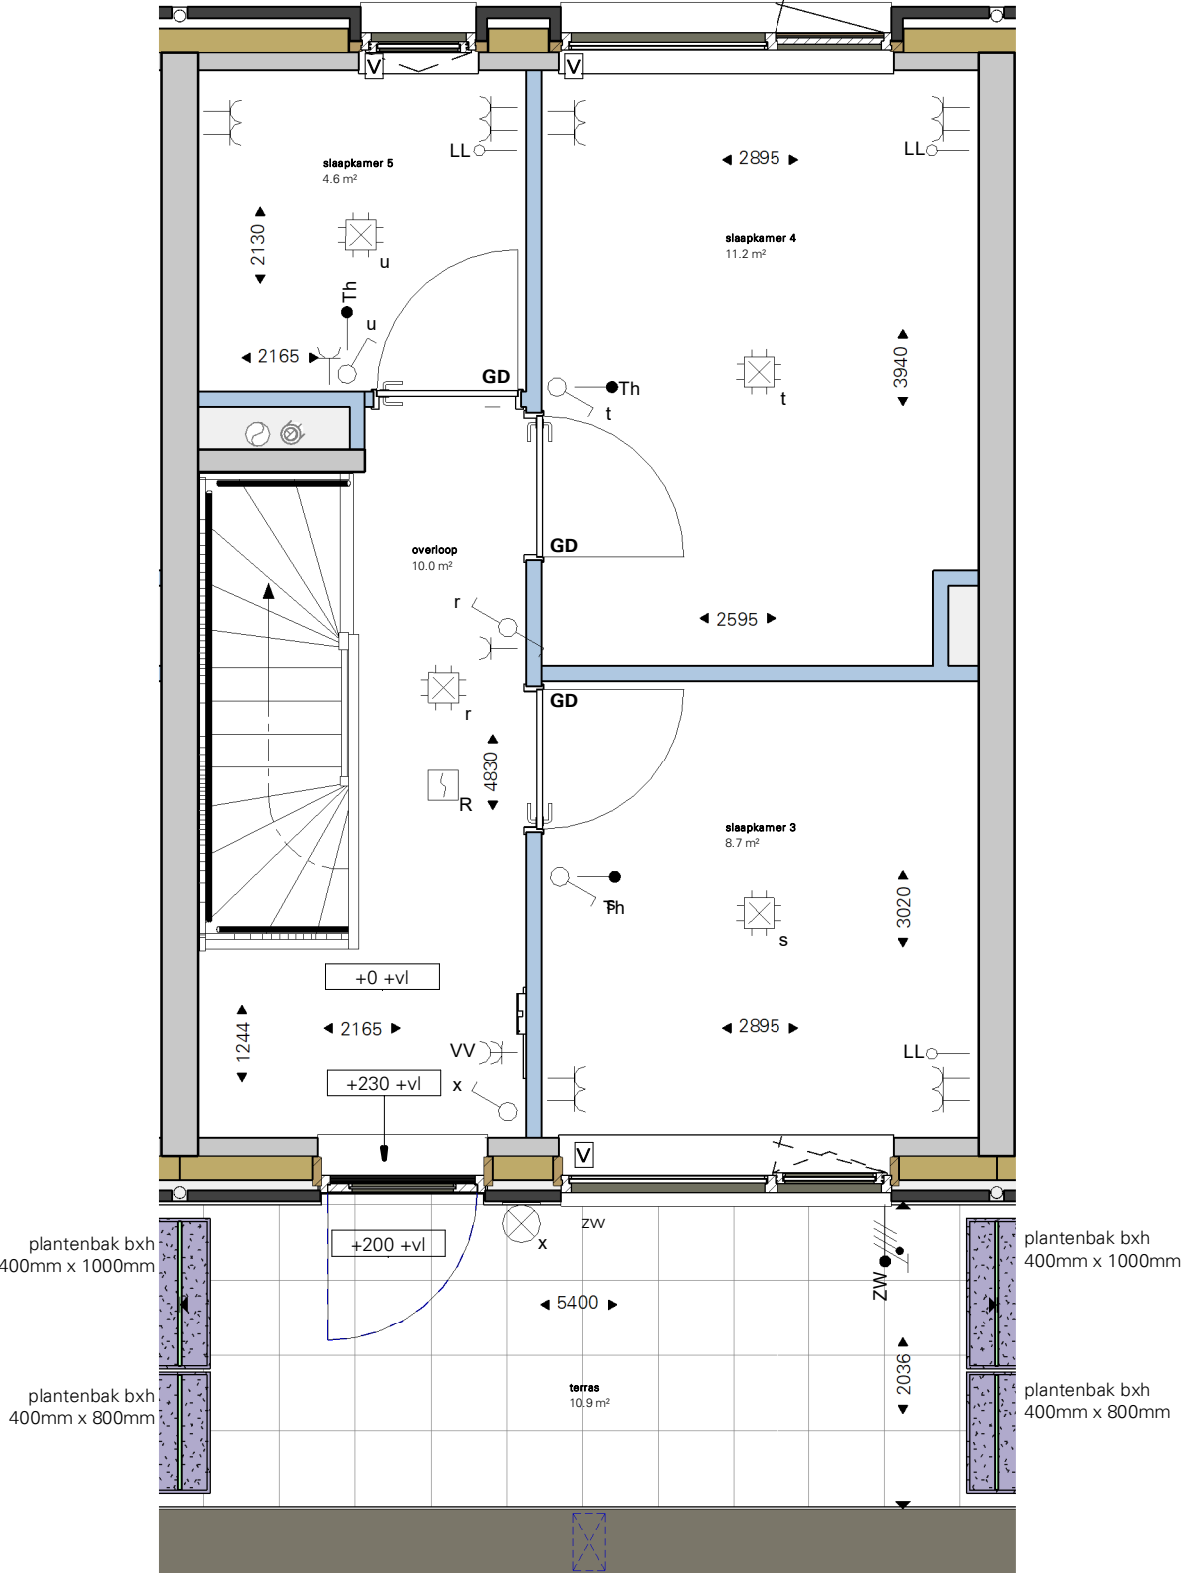 V
V
LL
LL
2895
slaapkamer 5
4.6 m²
2130
u
slaapkamer 4
11.2 m²
Th
u
2165
GD
3940
Th
t
t
GD
overloop
10.0 m²
r
2595
r
GD
4830
R
slaapkamer 3
8.7 m²
s
Th
3020
s
+0 +vl
1244
2165
2895
VV
LL
+230 +vl
x
V
zw
x
+200 +vl
plantenbak bxh
400mm x 1000mm
plantenbak bxh
400mm x 1000mm
ZW
5400
2036
terras
10.9 m²
plantenbak bxh
400mm x 800mm
plantenbak bxh
400mm x 800mm